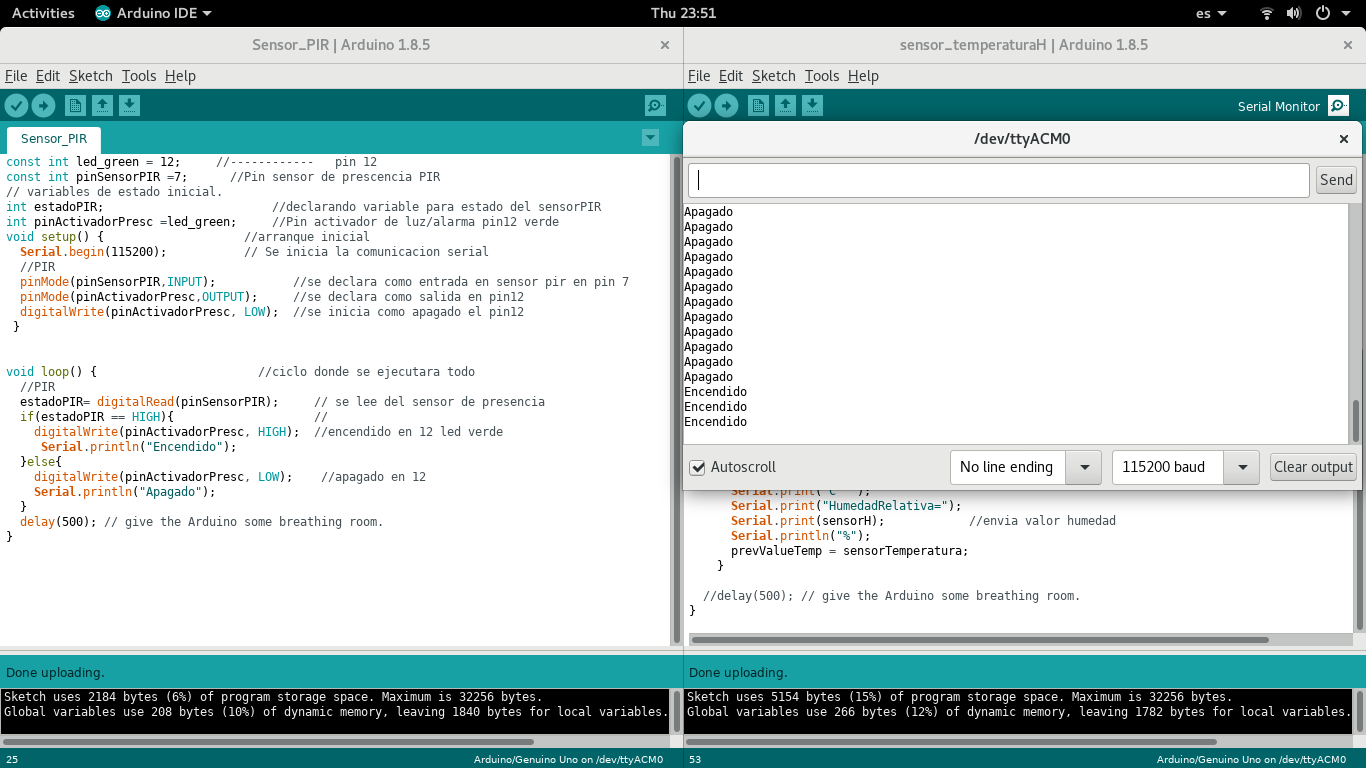 Activities Arduino IDE Thu 23:51 es
Sensor_PIR | Arduino 1.8.5
File Edit Sketch Tools Help
Sensor_PIR
const int led_green = 12;     //------------   pin 12
const int pinSensorPIR =7;      //Pin sensor de prescencia PIR
// variables de estado inicial.
int estadoPIR;                        //declarando variable para estado del sensorPIR
int pinActivadorPresc =led_green;     //Pin activador de luz/alarma pin12 verde
void setup() {                    //arranque inicial
  Serial.begin(115200);           // Se inicia la comunicacion serial
  //PIR
  pinMode(pinSensorPIR,INPUT);           //se declara como entrada en sensor pir en pin 7
  pinMode(pinActivadorPresc,OUTPUT);     //se declara como salida en pin12
  digitalWrite(pinActivadorPresc, LOW);  //se inicia como apagado el pin12
 }
void loop() {                       //ciclo donde se ejecutara todo
  //PIR
  estadoPIR= digitalRead(pinSensorPIR);     // se lee del sensor de presencia
  if(estadoPIR == HIGH){                    //
    digitalWrite(pinActivadorPresc, HIGH);  //encendido en 12 led verde
     Serial.println("Encendido");
  }else{
    digitalWrite(pinActivadorPresc, LOW);    //apagado en 12
    Serial.println("Apagado");
  }
  delay(500); // give the Arduino some breathing room.
}
Done uploading.
Sketch uses 2184 bytes (6%) of program storage space. Maximum is 32256 bytes.
Global variables use 208 bytes (10%) of dynamic memory, leaving 1840 bytes for local variables.
25 Arduino/Genuino Uno on /dev/ttyACM0
sensor_temperaturaH | Arduino 1.8.5
File Edit Sketch Tools Help
Serial Monitor
/dev/ttyACM0
Send
Apagado
Apagado
Apagado
Apagado
Apagado
Apagado
Apagado
Apagado
Apagado
Apagado
Apagado
Apagado
Encendido
Encendido
Encendido
Autoscroll No line ending 115200 baud Clear output
Serial.print("C   ");
Serial.print("HumedadRelativa=");
Serial.print(sensorH);            //envia valor humedad
Serial.println("%");
prevValueTemp = sensorTemperatura;
}
//delay(500); // give the Arduino some breathing room.
}
Done uploading.
Sketch uses 5154 bytes (15%) of program storage space. Maximum is 32256 bytes.
Global variables use 266 bytes (12%) of dynamic memory, leaving 1782 bytes for local variables.
53 Arduino/Genuino Uno on /dev/ttyACM0